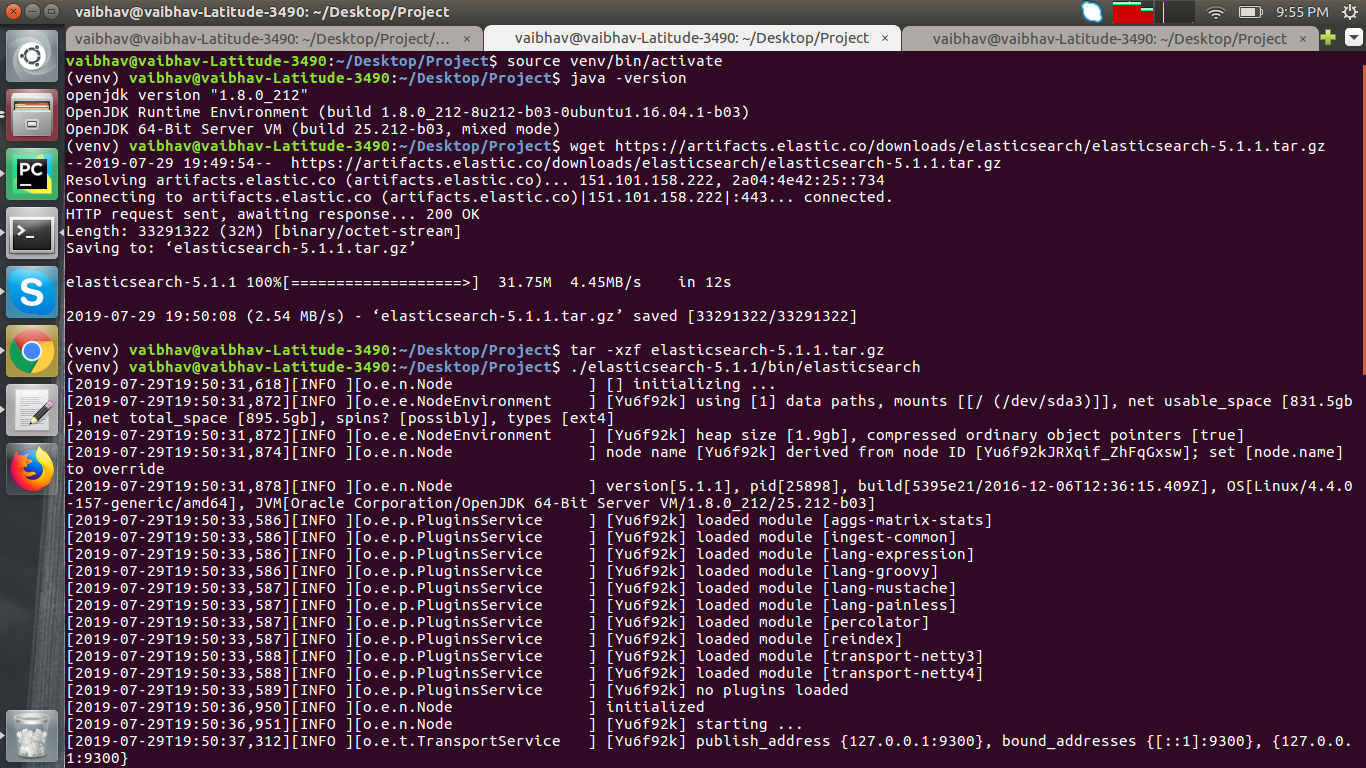 vaibhav@vaibhav-Latitude-3490: ~/Desktop/Project
9:55 PM
vaibhav@vaibhav-Latitude-3490: ~/Desktop/Project/... ×
vaibhav@vaibhav-Latitude-3490: ~/Desktop/Project ×
vaibhav@vaibhav-Latitude-3490: ~/Desktop/Project ×
vaibhav@vaibhav-Latitude-3490:~/Desktop/Project$ source venv/bin/activate
(venv) vaibhav@vaibhav-Latitude-3490:~/Desktop/Project$ java -version
openjdk version "1.8.0_212"
OpenJDK Runtime Environment (build 1.8.0_212-8u212-b03-0ubuntu1.16.04.1-b03)
OpenJDK 64-Bit Server VM (build 25.212-b03, mixed mode)
(venv) vaibhav@vaibhav-Latitude-3490:~/Desktop/Project$ wget https://artifacts.elastic.co/downloads/elasticsearch/elasticsearch-5.1.1.tar.gz
--2019-07-29 19:49:54--  https://artifacts.elastic.co/downloads/elasticsearch/elasticsearch-5.1.1.tar.gz
Resolving artifacts.elastic.co (artifacts.elastic.co)... 151.101.158.222, 2a04:4e42:25::734
Connecting to artifacts.elastic.co (artifacts.elastic.co)|151.101.158.222|:443... connected.
HTTP request sent, awaiting response... 200 OK
Length: 33291322 (32M) [binary/octet-stream]
Saving to: ‘elasticsearch-5.1.1.tar.gz’
elasticsearch-5.1.1 100%[===================>]  31.75M  4.45MB/s    in 12s
2019-07-29 19:50:08 (2.54 MB/s) - ‘elasticsearch-5.1.1.tar.gz’ saved [33291322/33291322]
(venv) vaibhav@vaibhav-Latitude-3490:~/Desktop/Project$ tar -xzf elasticsearch-5.1.1.tar.gz
(venv) vaibhav@vaibhav-Latitude-3490:~/Desktop/Project$ ./elasticsearch-5.1.1/bin/elasticsearch
[2019-07-29T19:50:31,618][INFO ][o.e.n.Node               ] [] initializing ...
[2019-07-29T19:50:31,872][INFO ][o.e.e.NodeEnvironment    ] [Yu6f92k] using [1] data paths, mounts [[/ (/dev/sda3)]], net usable_space [831.5gb
], net total_space [895.5gb], spins? [possibly], types [ext4]
[2019-07-29T19:50:31,872][INFO ][o.e.e.NodeEnvironment    ] [Yu6f92k] heap size [1.9gb], compressed ordinary object pointers [true]
[2019-07-29T19:50:31,874][INFO ][o.e.n.Node               ] node name [Yu6f92k] derived from node ID [Yu6f92kJRXqif_ZhFqGxsw]; set [node.name]
to override
[2019-07-29T19:50:31,878][INFO ][o.e.n.Node               ] version[5.1.1], pid[25898], build[5395e21/2016-12-06T12:36:15.409Z], OS[Linux/4.4.0
-157-generic/amd64], JVM[Oracle Corporation/OpenJDK 64-Bit Server VM/1.8.0_212/25.212-b03]
[2019-07-29T19:50:33,586][INFO ][o.e.p.PluginsService     ] [Yu6f92k] loaded module [aggs-matrix-stats]
[2019-07-29T19:50:33,586][INFO ][o.e.p.PluginsService     ] [Yu6f92k] loaded module [ingest-common]
[2019-07-29T19:50:33,586][INFO ][o.e.p.PluginsService     ] [Yu6f92k] loaded module [lang-expression]
[2019-07-29T19:50:33,586][INFO ][o.e.p.PluginsService     ] [Yu6f92k] loaded module [lang-groovy]
[2019-07-29T19:50:33,587][INFO ][o.e.p.PluginsService     ] [Yu6f92k] loaded module [lang-mustache]
[2019-07-29T19:50:33,587][INFO ][o.e.p.PluginsService     ] [Yu6f92k] loaded module [lang-painless]
[2019-07-29T19:50:33,587][INFO ][o.e.p.PluginsService     ] [Yu6f92k] loaded module [percolator]
[2019-07-29T19:50:33,587][INFO ][o.e.p.PluginsService     ] [Yu6f92k] loaded module [reindex]
[2019-07-29T19:50:33,588][INFO ][o.e.p.PluginsService     ] [Yu6f92k] loaded module [transport-netty3]
[2019-07-29T19:50:33,588][INFO ][o.e.p.PluginsService     ] [Yu6f92k] loaded module [transport-netty4]
[2019-07-29T19:50:33,589][INFO ][o.e.p.PluginsService     ] [Yu6f92k] no plugins loaded
[2019-07-29T19:50:36,950][INFO ][o.e.n.Node               ] initialized
[2019-07-29T19:50:36,951][INFO ][o.e.n.Node               ] [Yu6f92k] starting ...
[2019-07-29T19:50:37,312][INFO ][o.e.t.TransportService   ] [Yu6f92k] publish_address {127.0.0.1:9300}, bound_addresses {[::1]:9300}, {127.0.0.
1:9300}
PC
>_
S